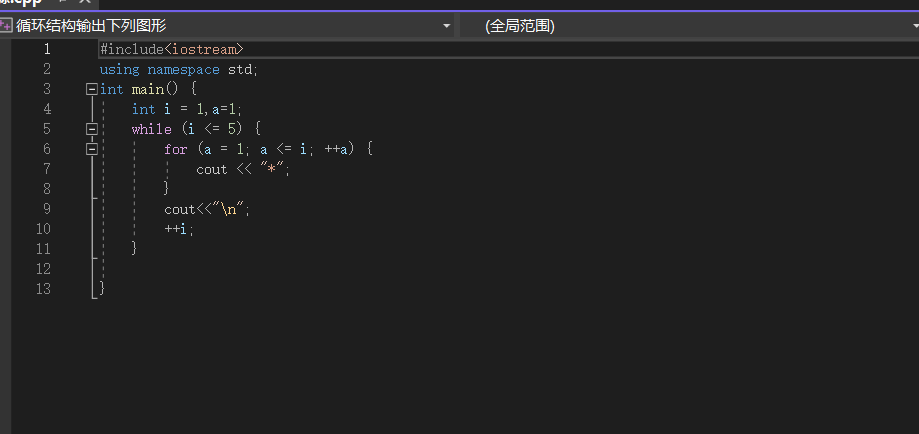 .cpp
循环结构输出下列图形 (全局范围)
1 #include<iostream>
2 using namespace std;
3 int main() {
4 int i = 1,a=1;
5 while (i <= 5) {
6 for (a = 1; a <= i; ++a) {
7 cout << "*";
8 }
9 cout<<"\n";
10 ++i;
11 }
12
13 }